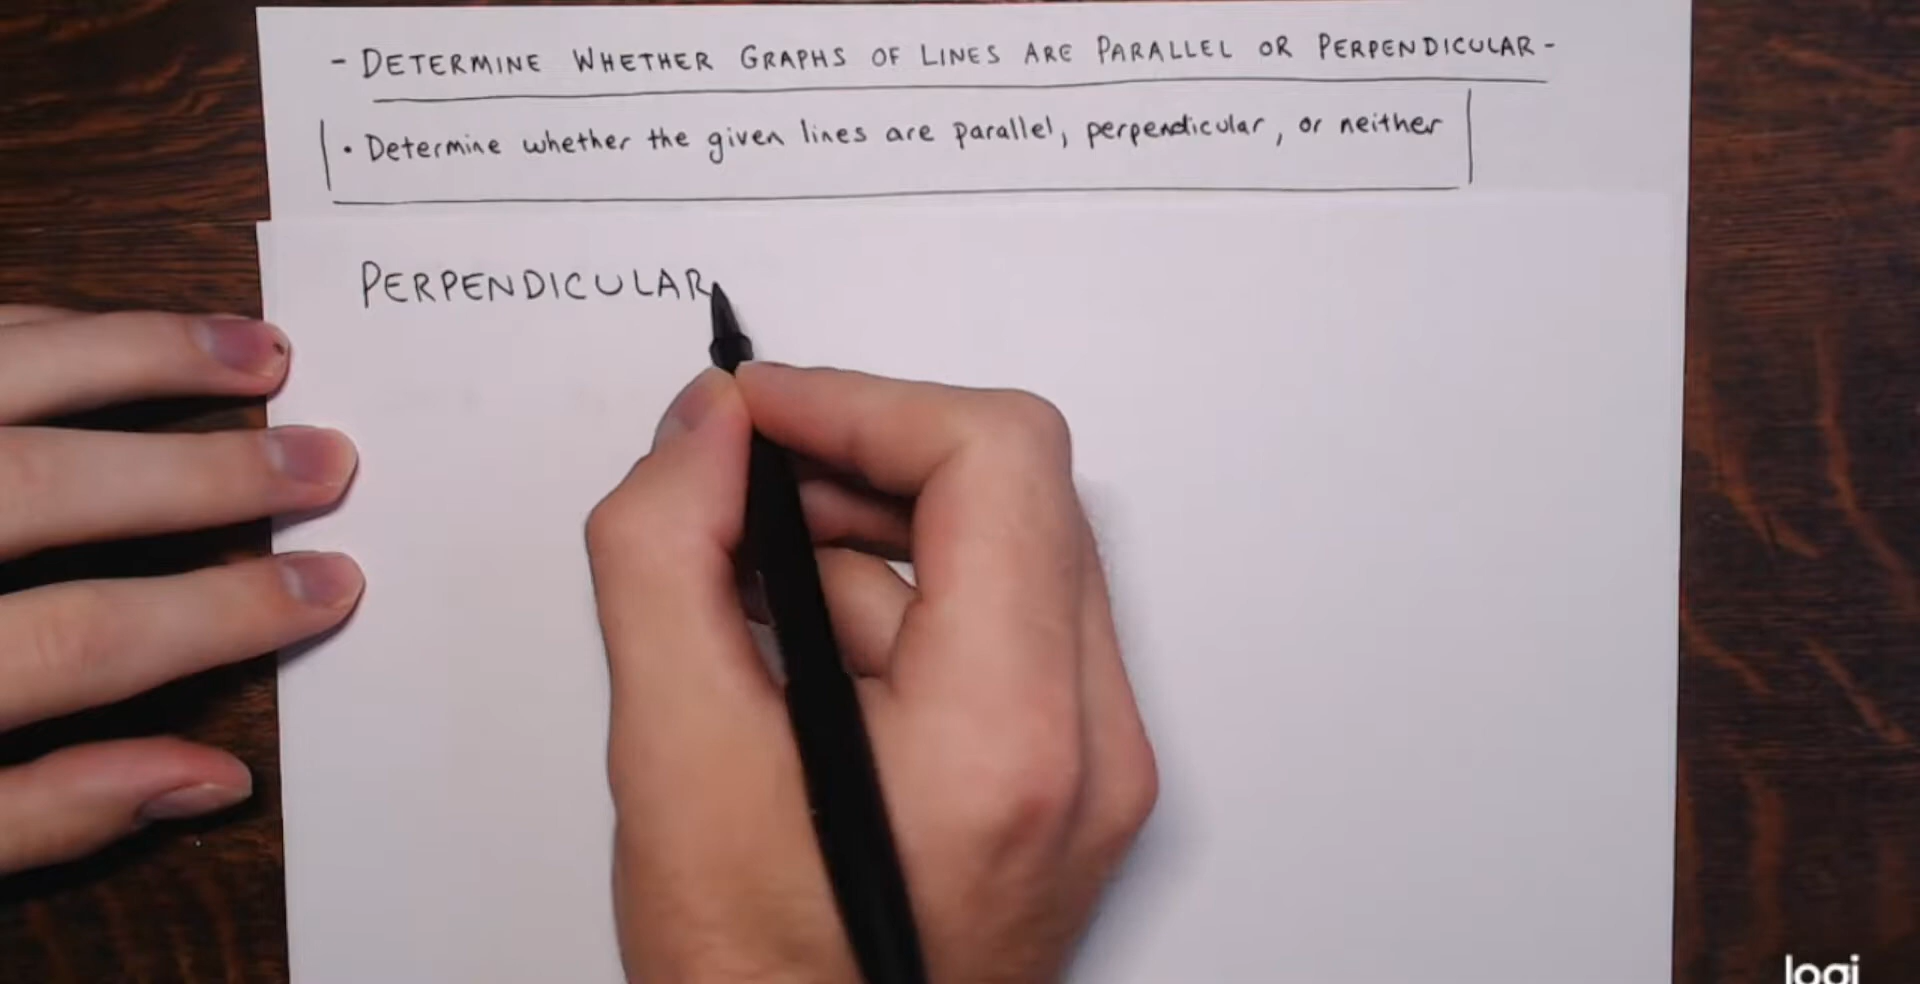 - DETERMINE WHETHER GRAPHS OF LINES ARE PARALLEL OR PERPENDICULAR -
• Determine whether the given lines are parallel, perpendicular, or neither
PERPENDICULAR
logi